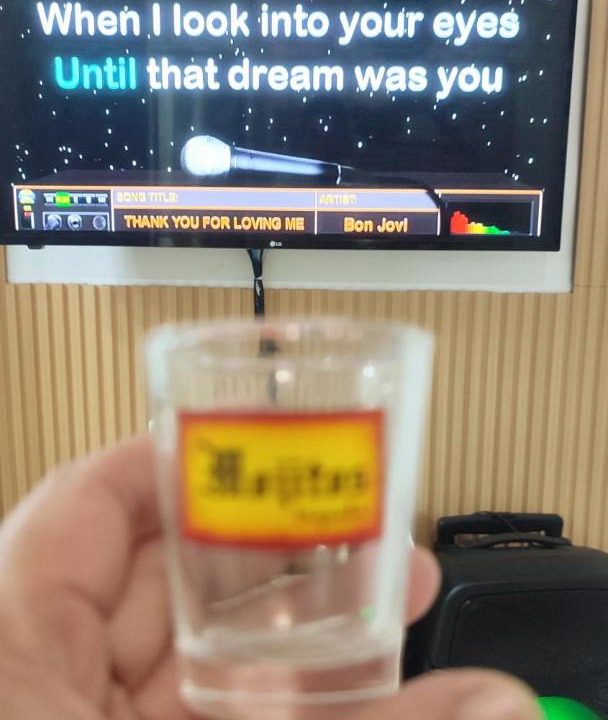 When I look into your eyes
Until that dream was you
SONG TITLE:
ARTIST:
THANK YOU FOR LOVING ME
Bon Jovi
LG
Mojitos